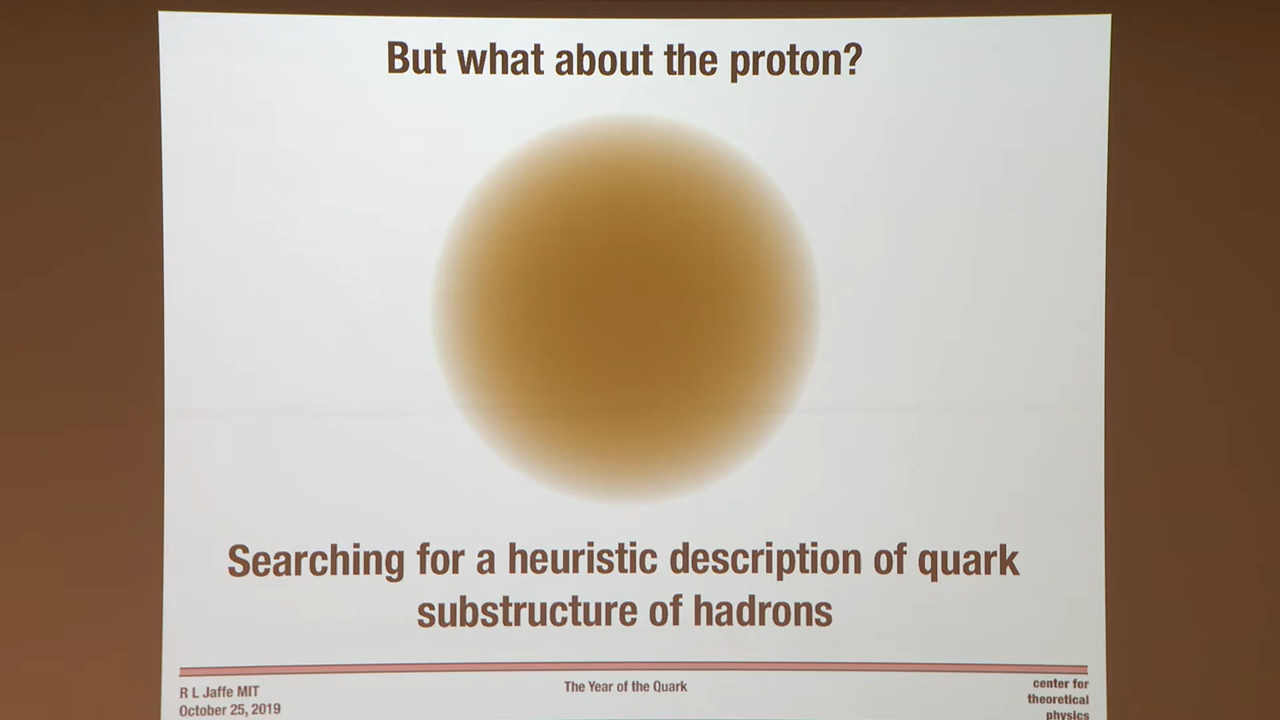 But what about the proton?
Searching for a heuristic description of quark
substructure of hadrons
R L Jaffe MIT
October 25, 2019
The Year of the Quark
center for
theoretical
physics